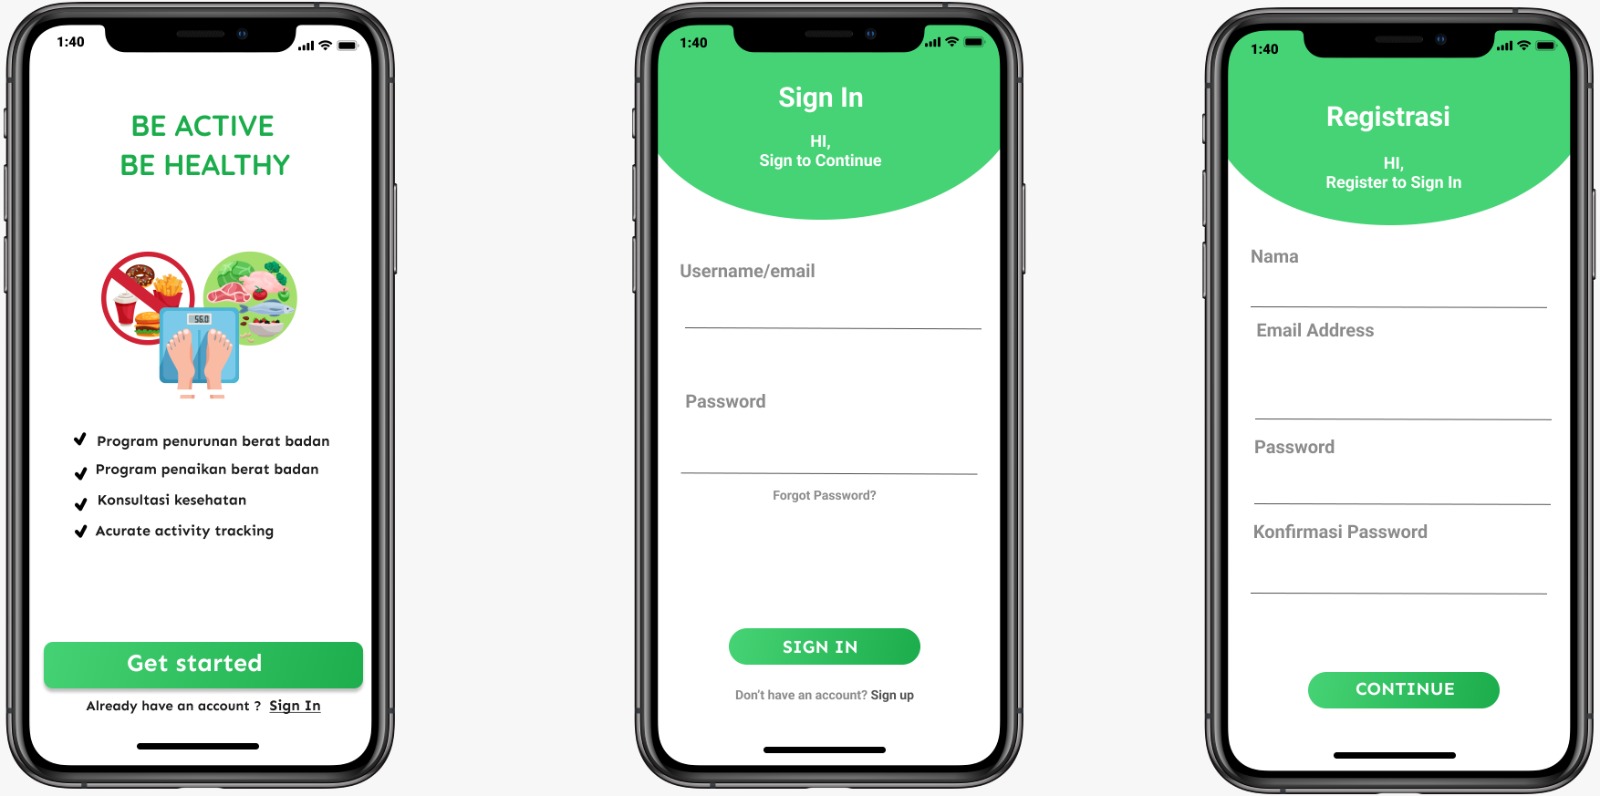 1:40
BE ACTIVE
BE HEALTHY
56.0
Program penurunan berat badan
Program penaikan berat badan
Konsultasi kesehatan
Acurate activity tracking
Get started
Already have an account ? Sign In
1:40
Sign In
HI,
Sign to Continue
Username/email
Password
Forgot Password?
SIGN IN
Don't have an account? Sign up
1:40
Registrasi
HI,
Register to Sign In
Nama
Email Address
Password
Konfirmasi Password
CONTINUE